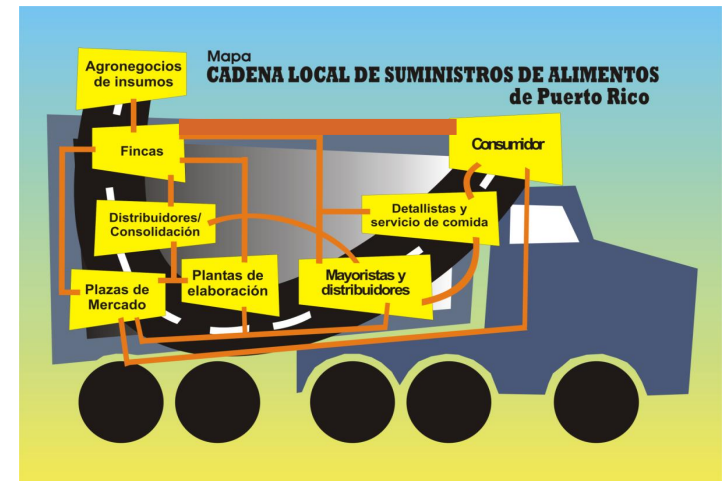 Mapa
CADENA LOCAL DE SUMINISTROS DE ALIMENTOS
de Puerto Rico
Agronegocios
de insumos
Fincas
Consumidor
Distribuidores/
Consolidación
Detallistas y
servicio de comida
Plazas de
Mercado
Plantas de
elaboración
Mayoristas y
distribuidores